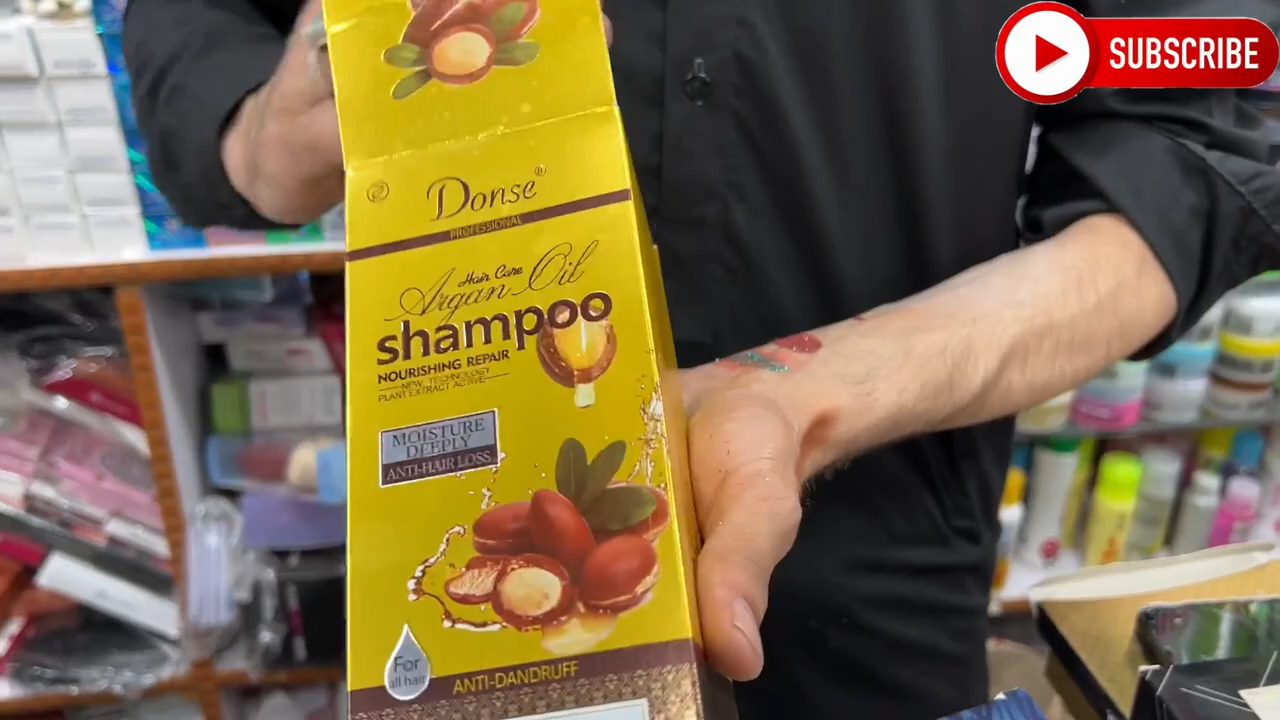 SUBSCRIBE
Donse®
PROFESSIONAL
Hair Care
Argan Oil
shampoo
NOURISHING REPAIR
NEW TECHNOLOGY
PLANT EXTRACT ACTIVE
MOISTURE
DEEPLY
ANTI-HAIR LOSS
For
all hair
ANTI-DANDRUFF